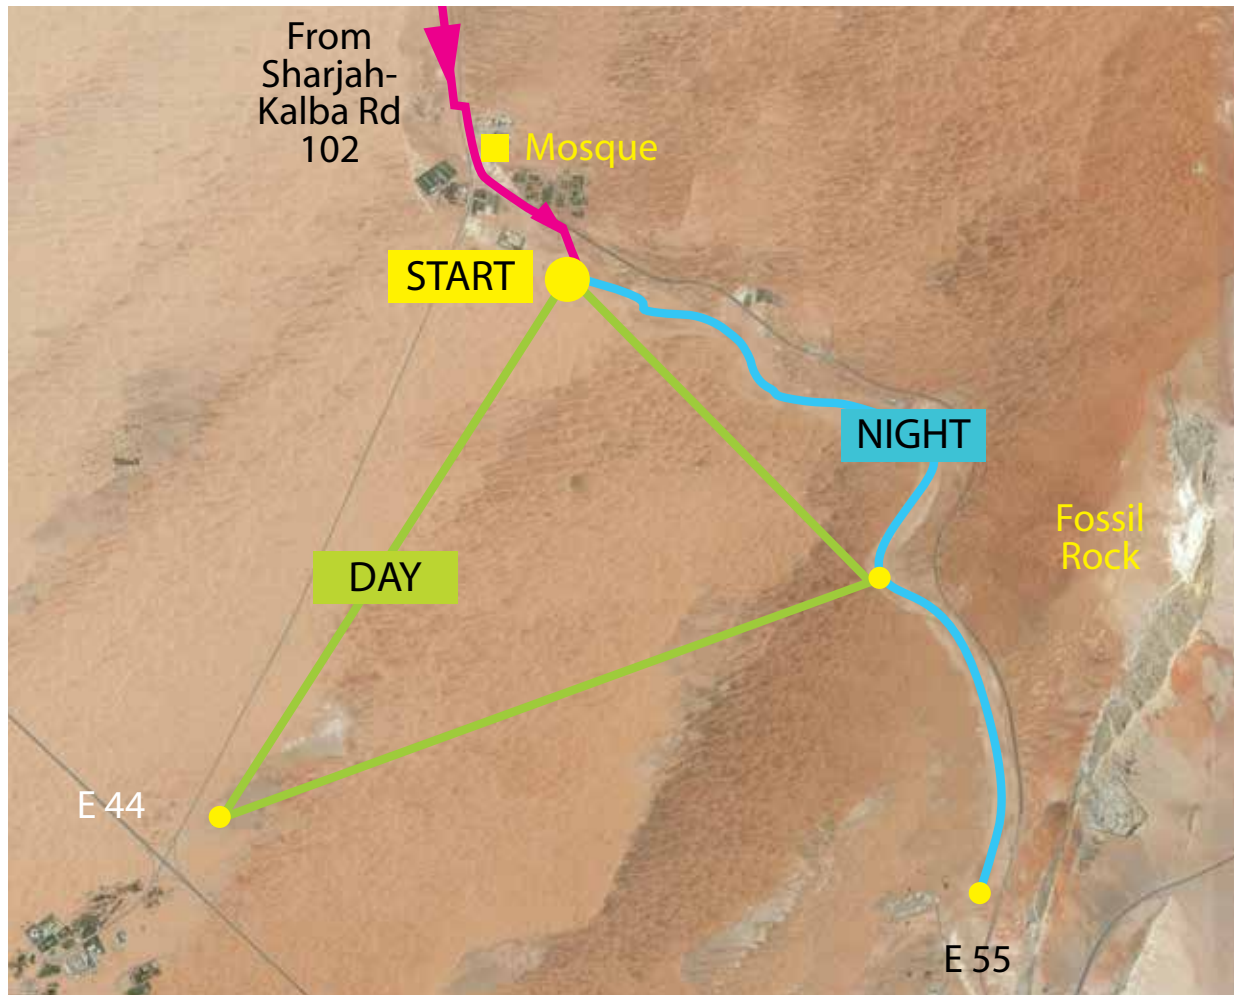 From
Sharjah-
Kalba Rd
102
Mosque
START
NIGHT
Fossil
Rock
DAY
E 44
E 55